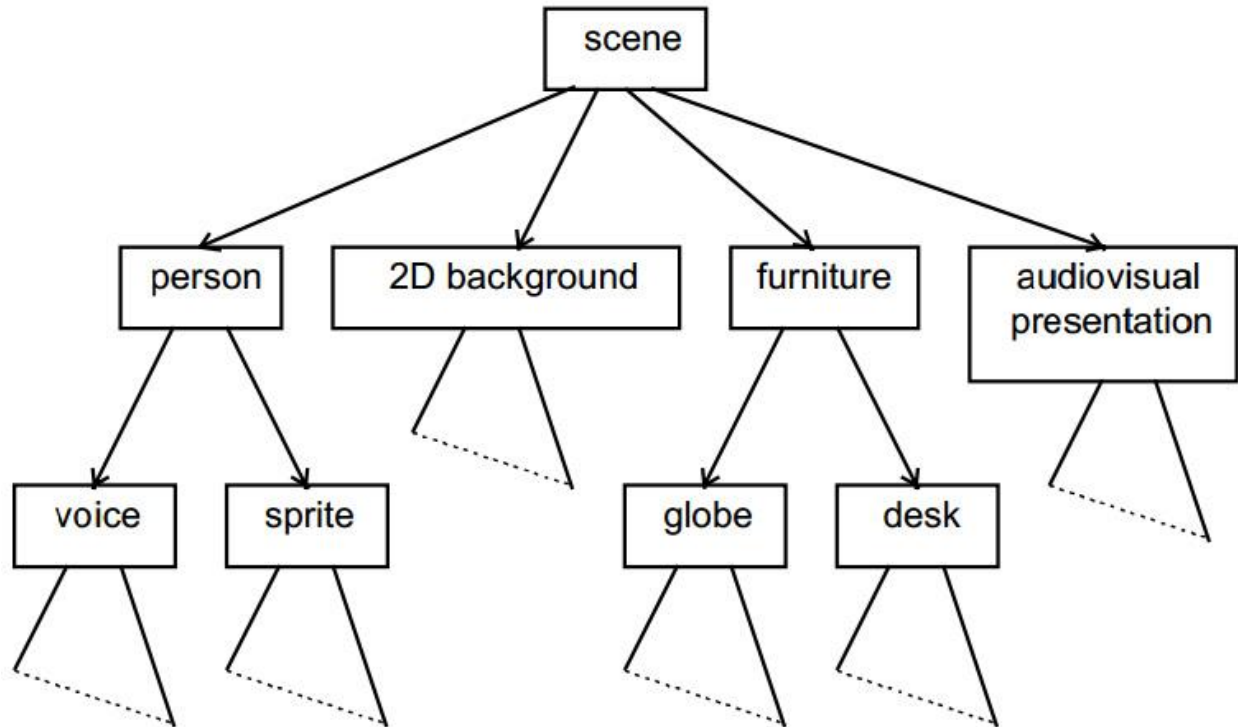 scene
person
2D background
furniture
audiovisual
presentation
voice
sprite
globe
desk